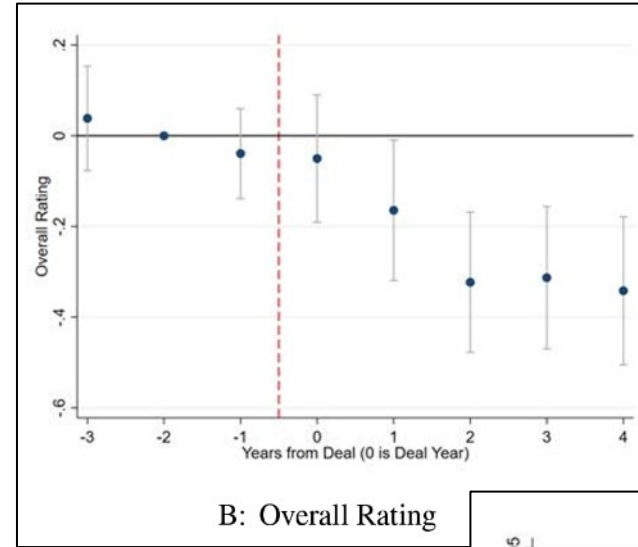 .2
0
-.2
-.4
-.6
Overall Rating
-3 -2 -1 0 1 2 3 4
Years from Deal (0 is Deal Year)
B: Overall Rating